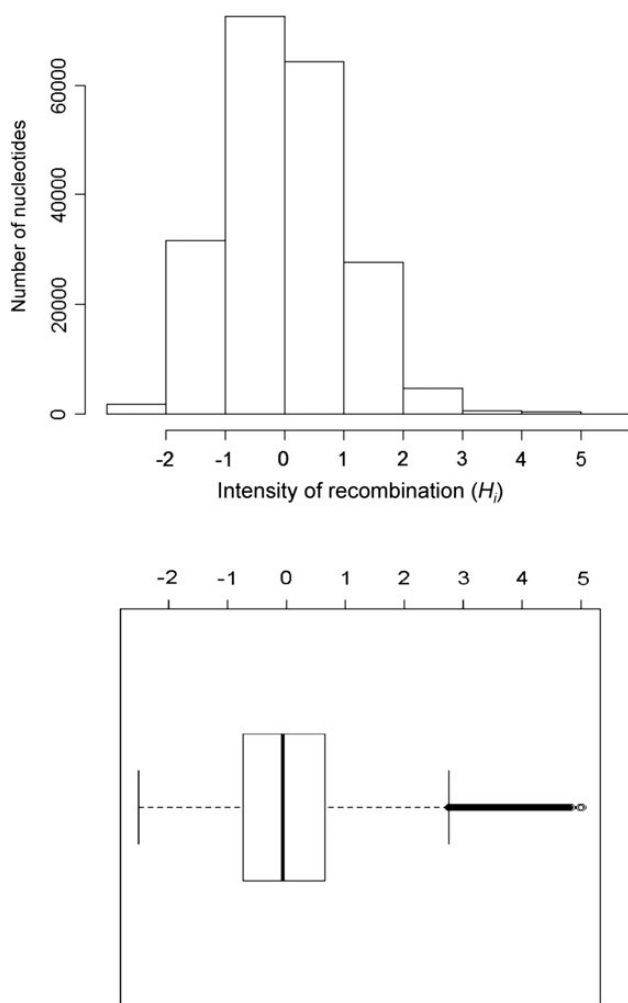 Number of nucleotides
60000
40000
20000
0
-2 -1 0 1 2 3 4 5
Intensity of recombination (Hi)
-2 -1 0 1 2 3 4 5